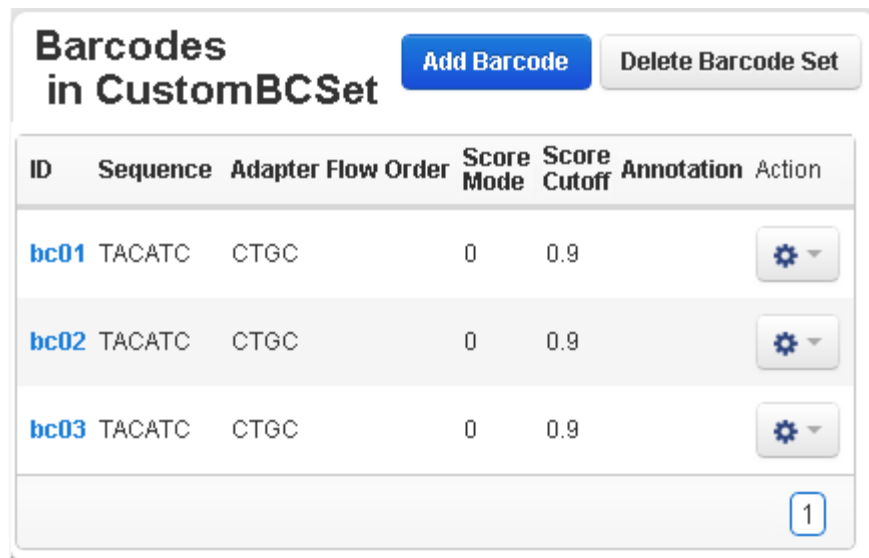 Barcodes
in CustomBCSet
Add Barcode
Delete Barcode Set
ID Sequence Adapter Flow Order Score Mode Score Cutoff Annotation Action
bc01 TACATC CTGC 0 0.9
bc02 TACATC CTGC 0 0.9
bc03 TACATC CTGC 0 0.9
1